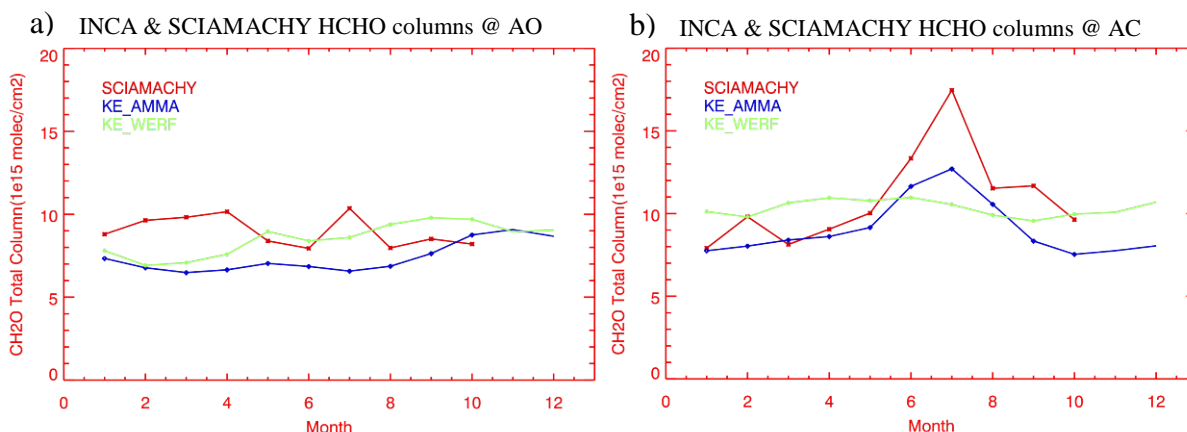 a) INCA & SCIAMACHY HCHO columns @ AO
20
15
10
5
0
CH2O Total Column(1e15 molec/cm2)
SCIAMACHY
KE_AMMA
KE_WERF
0 2 4 6 8 10 12
Month
b) INCA & SCIAMACHY HCHO columns @ AC
20
15
10
5
0
CH2O Total Column(1e15 molec/cm2)
SCIAMACHY
KE_AMMA
KE_WERF
0 2 4 6 8 10 12
Month